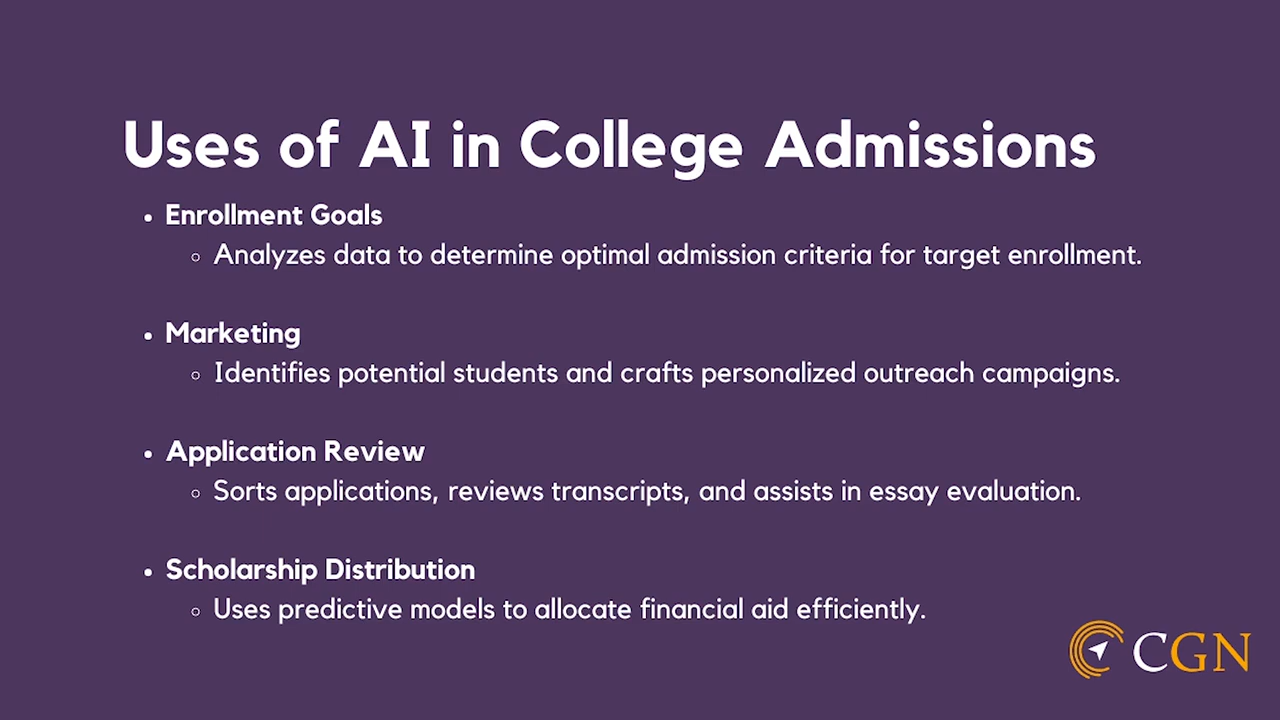 Uses of AI in College Admissions
• Enrollment Goals
◦ Analyzes data to determine optimal admission criteria for target enrollment.
• Marketing
◦ Identifies potential students and crafts personalized outreach campaigns.
• Application Review
◦ Sorts applications, reviews transcripts, and assists in essay evaluation.
• Scholarship Distribution
◦ Uses predictive models to allocate financial aid efficiently.
CGN